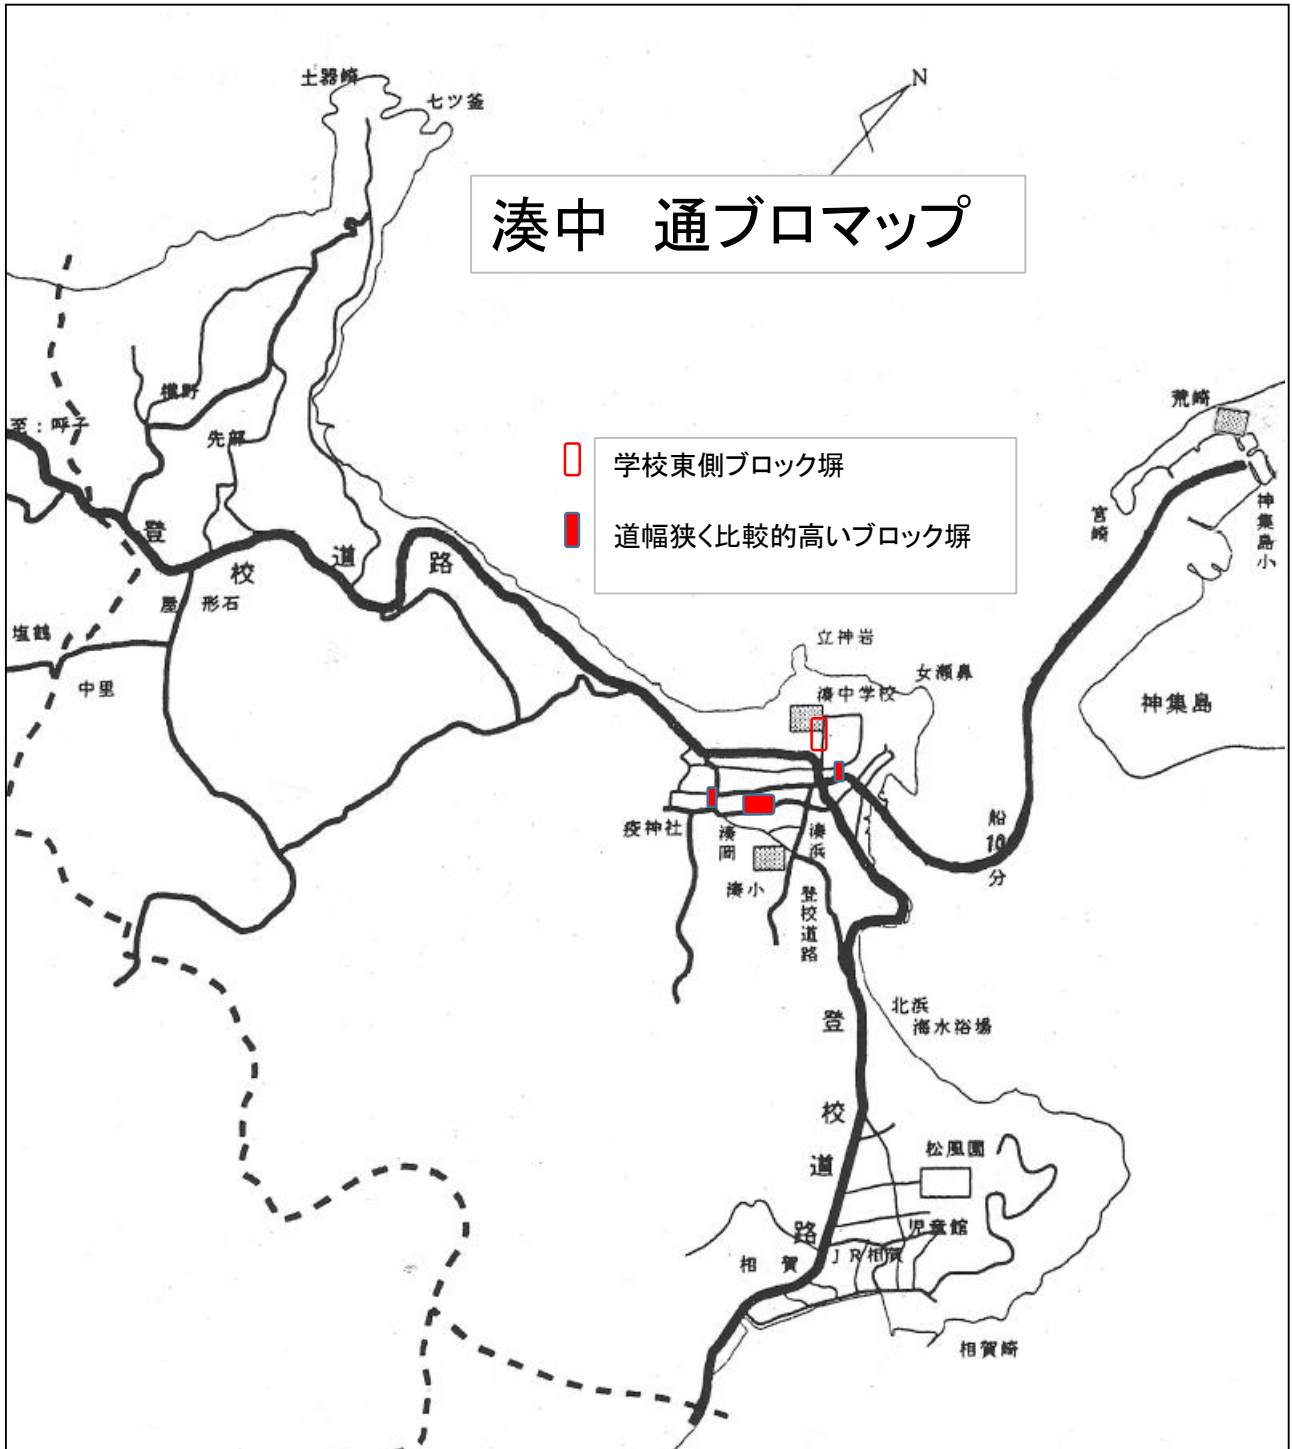 土器崎
七ツ釜
N
湊中　通ブロマップ
横野
至：呼子
先部
荒崎
学校東側ブロック塀
宮崎
神集島小
道幅狭く比較的高いブロック塀
登校道路
屋形石
塩鶴
中里
立神岩
女瀬鼻
湊中学校
神集島
船10分
疫神社
湊岡
湊浜
湊小
登校道路
北浜
海水浴場
登校道路
松風園
児童館
JR相賀
相賀
相賀崎